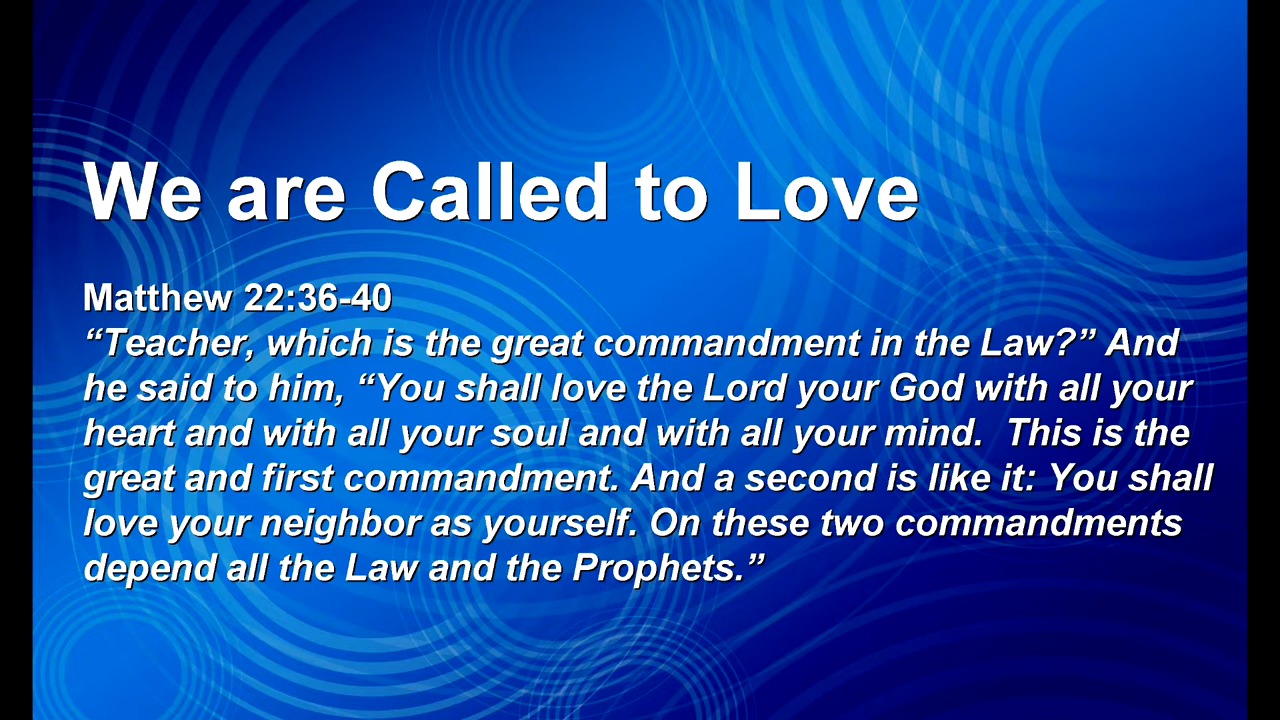 We are Called to Love
Matthew 22:36-40
“Teacher, which is the great commandment in the Law?” And
he said to him, “You shall love the Lord your God with all your
heart and with all your soul and with all your mind.  This is the
great and first commandment. And a second is like it: You shall
love your neighbor as yourself. On these two commandments
depend all the Law and the Prophets.”